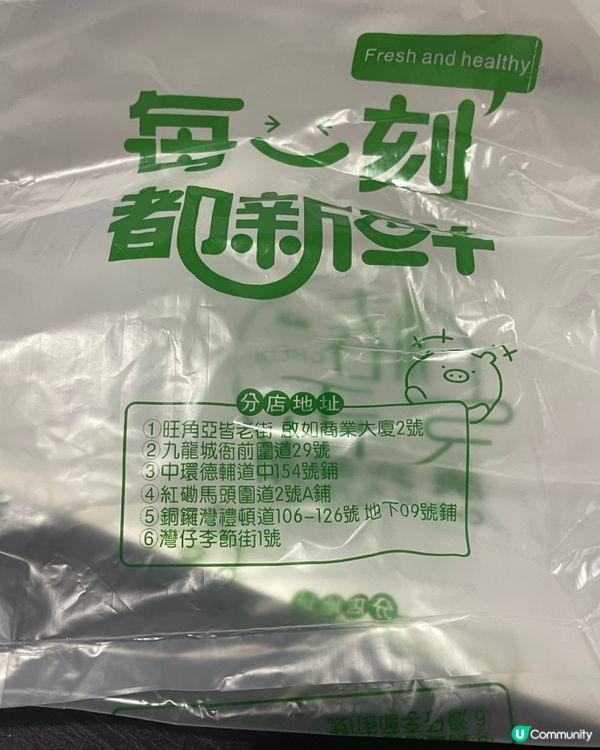 Fresh and healthy
每一刻
都新鮮
分店地址
①旺角亞皆老街 啟如商業大廈2號
②九龍城衙前圍道29號
③中環德輔道中154號鋪
④紅磡馬頭圍道2號A鋪
⑤銅鑼灣禮頓道106-126號 地下09號鋪
⑥灣仔李節街1號
U Community